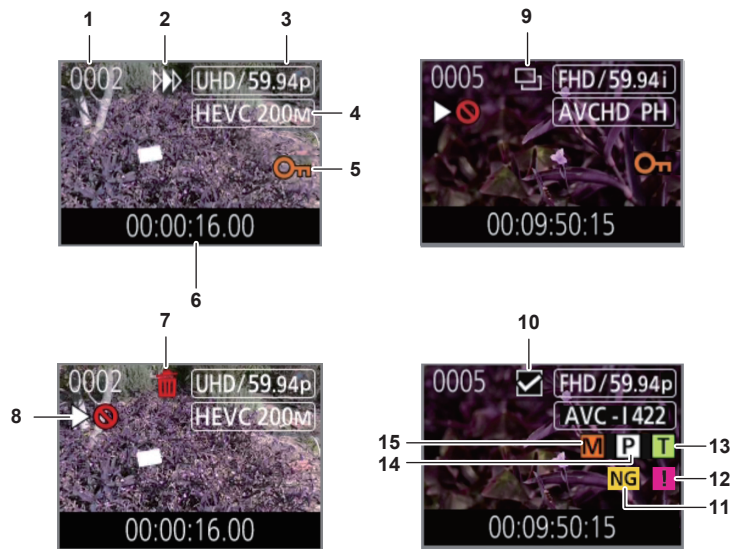 1 2 3
0002 UHD/59.94p
HEVC 200M 4
5
00:00:16.00
6
9
0005 FHD/59.94i
AVCHD PH
00:09:50:15
7
0002 UHD/59.94p
8 HEVC 200M
00:00:16.00
10
0005 FHD/59.94p
AVC-I 422
15 M P T 13
14
NG ! 12
11
00:09:50:15